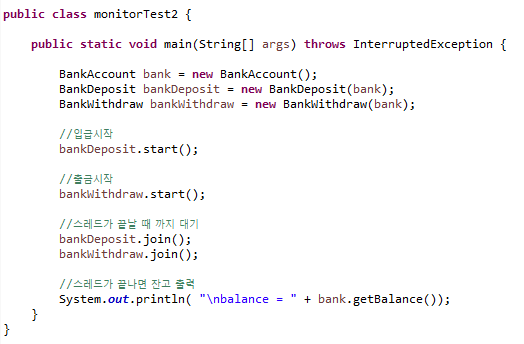 public class monitorTest2 {
public static void main(String[] args) throws InterruptedException {
BankAccount bank = new BankAccount();
BankDeposit bankDeposit = new BankDeposit(bank);
BankWithdraw bankWithdraw = new BankWithdraw(bank);
//입금시작
bankDeposit.start();
//출금시작
bankWithdraw.start();
//스레드가 끝날 때 까지 대기
bankDeposit.join();
bankWithdraw.join();
//스레드가 끝나면 잔고 출력
System.out.println( "\nbalance = " + bank.getBalance());
}
}